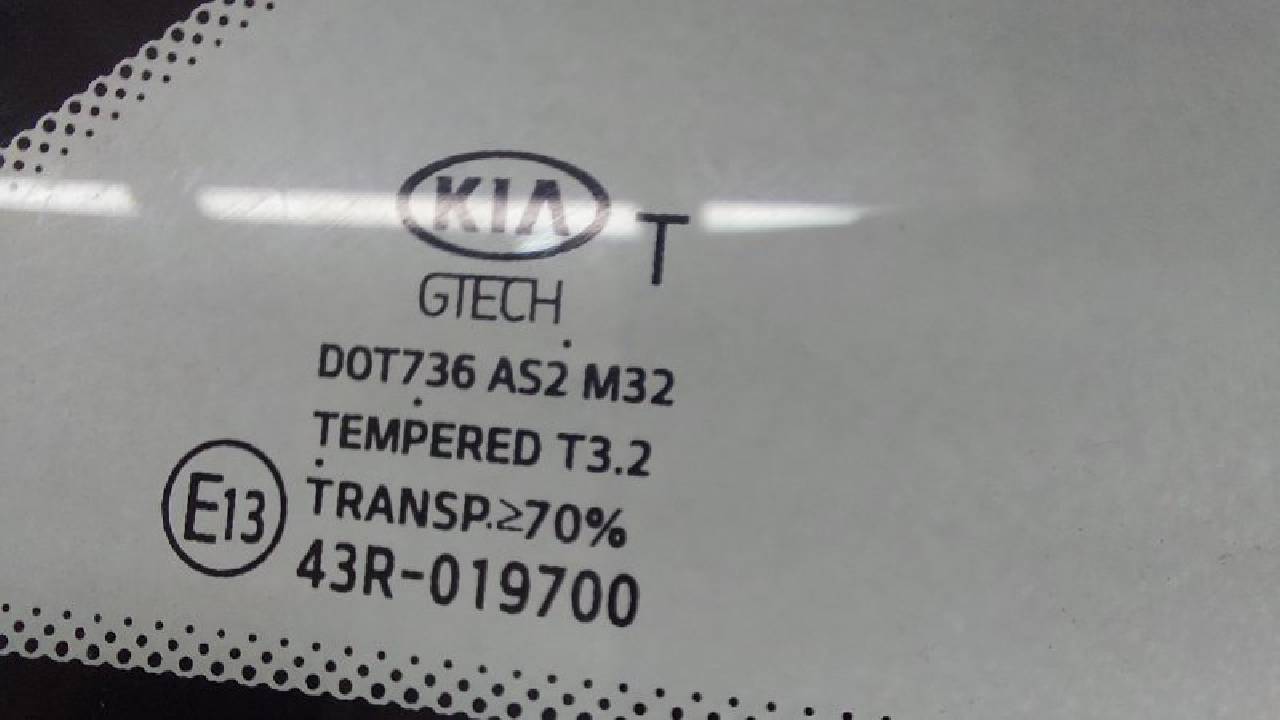 KIA
T
GTECH
DOT736 AS2 M32
TEMPERED T3.2
TRANSP.≥70%
E13
43R-019700